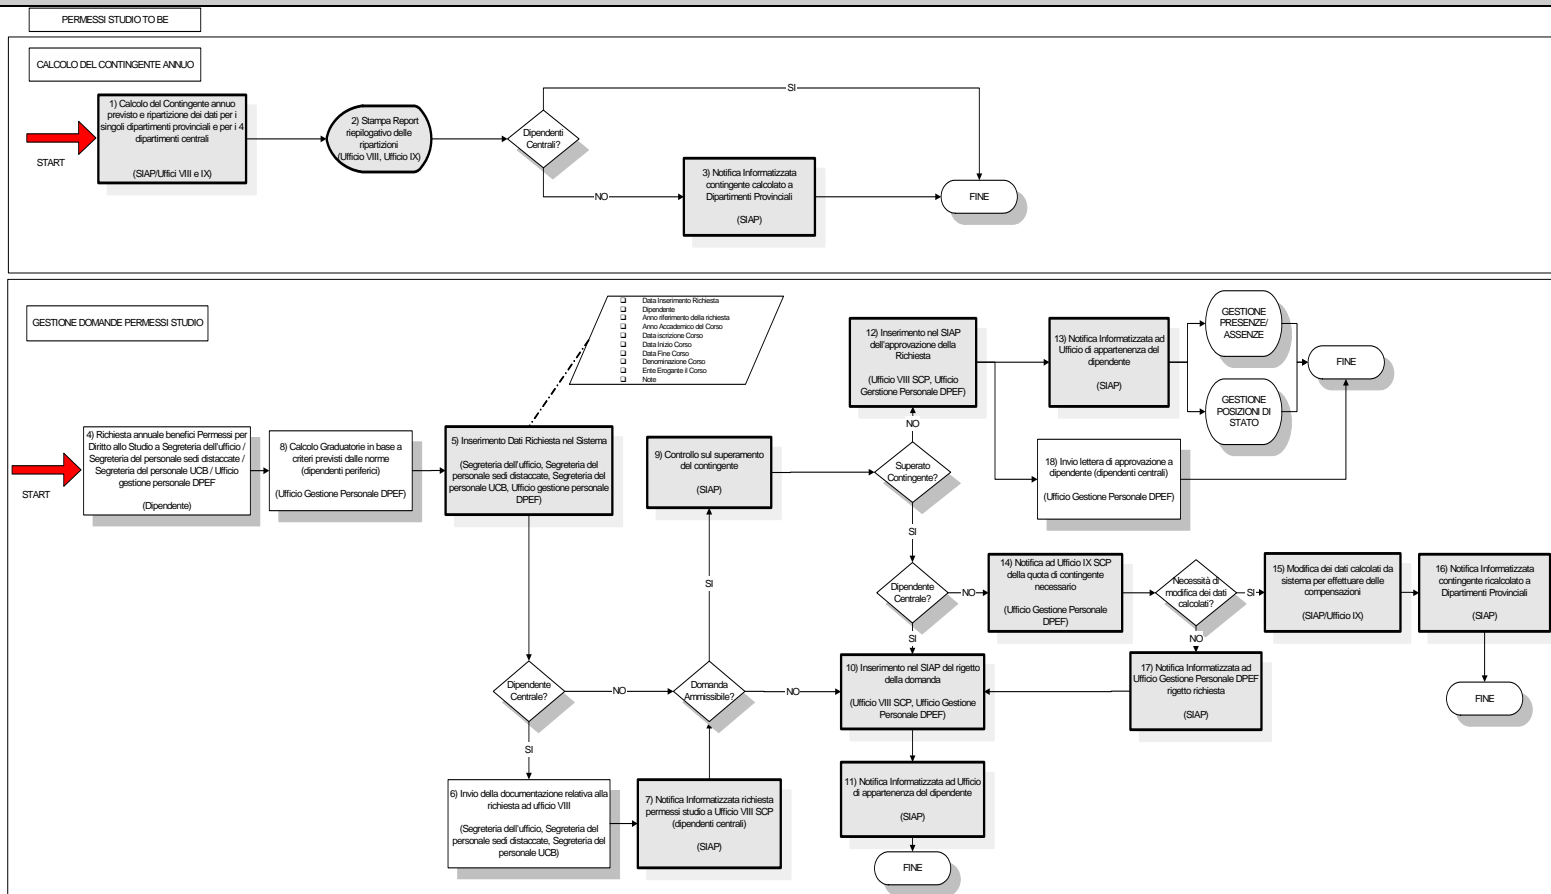 PERMESSI STUDIO TO BE
CALCOLO DEL CONTINGENTE ANNUO
1) Calcolo del Contingente annuo
previsto e ripartizione dei dati per i
singoli dipartimenti provinciali e per i 4
dipartimenti centrali
(SIAP/Uffici VIII e IX)
START
2) Stampa Report
riepilogativo delle
ripartizioni
(Ufficio VIII, Ufficio IX)
Dipendenti
Centrali?
SI
NO
3) Notifica Informatizzata
contingente calcolato a
Dipartimenti Provinciali
(SIAP)
FINE
GESTIONE DOMANDE PERMESSI STUDIO
Data Inserimento Richiesta
Dipendente
Anno riferimento della richiesta
Anno Accademico del Corso
Data iscrizione Corso
Data Inizio Corso
Data Fine Corso
Denominazione Corso
Ente Erogante il Corso
Note
START
4) Richiesta annuale benefici Permessi per
Diritto allo Studio a Segreteria dell'ufficio /
Segreteria del personale sedi distaccate /
Segreteria del personale UCB / Ufficio
gestione personale DPEF
(Dipendente)
8) Calcolo Graduatorie in base a
criteri previsti dalle norme
(dipendenti periferici)
(Ufficio Gestione Personale DPEF)
5) Inserimento Dati Richiesta nel Sistema
(Segreteria dell'ufficio, Segreteria del
personale sedi distaccate, Segreteria del
personale UCB, Ufficio gestione personale
DPEF)
9) Controllo sul superamento
del contingente
(SIAP)
Superato
Contingente?
NO
SI
12) Inserimento nel SIAP
dell'approvazione della
Richiesta
(Ufficio VIII SCP, Ufficio
Gerstione Personale DPEF)
13) Notifica Informatizzata ad
Ufficio di appartenenza del
dipendente
(SIAP)
GESTIONE
PRESENZE/
ASSENZE
GESTIONE
POSIZIONI DI
STATO
FINE
18) Invio lettera di approvazione a
dipendente (dipendenti centrali)
(Ufficio Gestione Personale DPEF)
Dipendente
Centrale?
NO
SI
14) Notifica ad Ufficio IX SCP
della quota di contingente
necessario
(Ufficio Gestione Personale
DPEF)
Necessità di
modifica dei dati
calcolati?
SI
NO
15) Modifica dei dati calcolati da
sistema per effettuare delle
compensazioni
(SIAP/Ufficio IX)
16) Notifica Informatizzata
contingente ricalcolato a
Dipartimenti Provinciali
(SIAP)
FINE
17) Notifica Informatizzata ad
Ufficio Gestione Personale DPEF
rigetto richiesta
(SIAP)
Dipendente
Centrale?
NO
SI
Domanda
Ammissibile?
SI
NO
10) Inserimento nel SIAP del rigetto
della domanda
(Ufficio VIII SCP, Ufficio Gestione
Personale DPEF)
6) Invio della documentazione relativa alla
richiesta ad ufficio VIII
(Segreteria dell'ufficio, Segreteria del
personale sedi distaccate, Segreteria del
personale UCB)
7) Notifica Informatizzata richiesta
permessi studio a Ufficio VIII SCP
(dipendenti centrali)
(SIAP)
11) Notifica Informatizzata ad Ufficio
di appartenenza del dipendente
(SIAP)
FINE